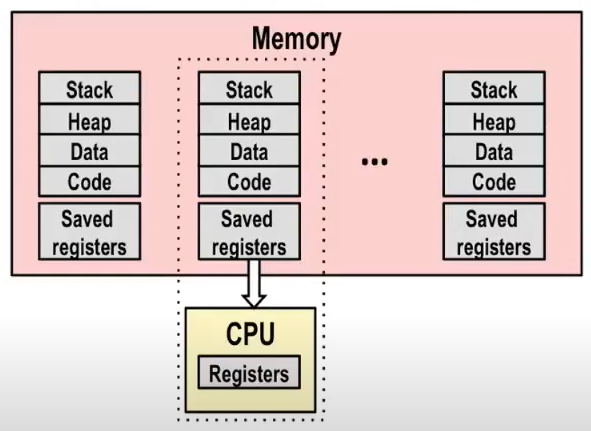 Memory
Stack
Heap
Data
Code
Saved
registers
Stack
Heap
Data
Code
Saved
registers
...
Stack
Heap
Data
Code
Saved
registers
CPU
Registers